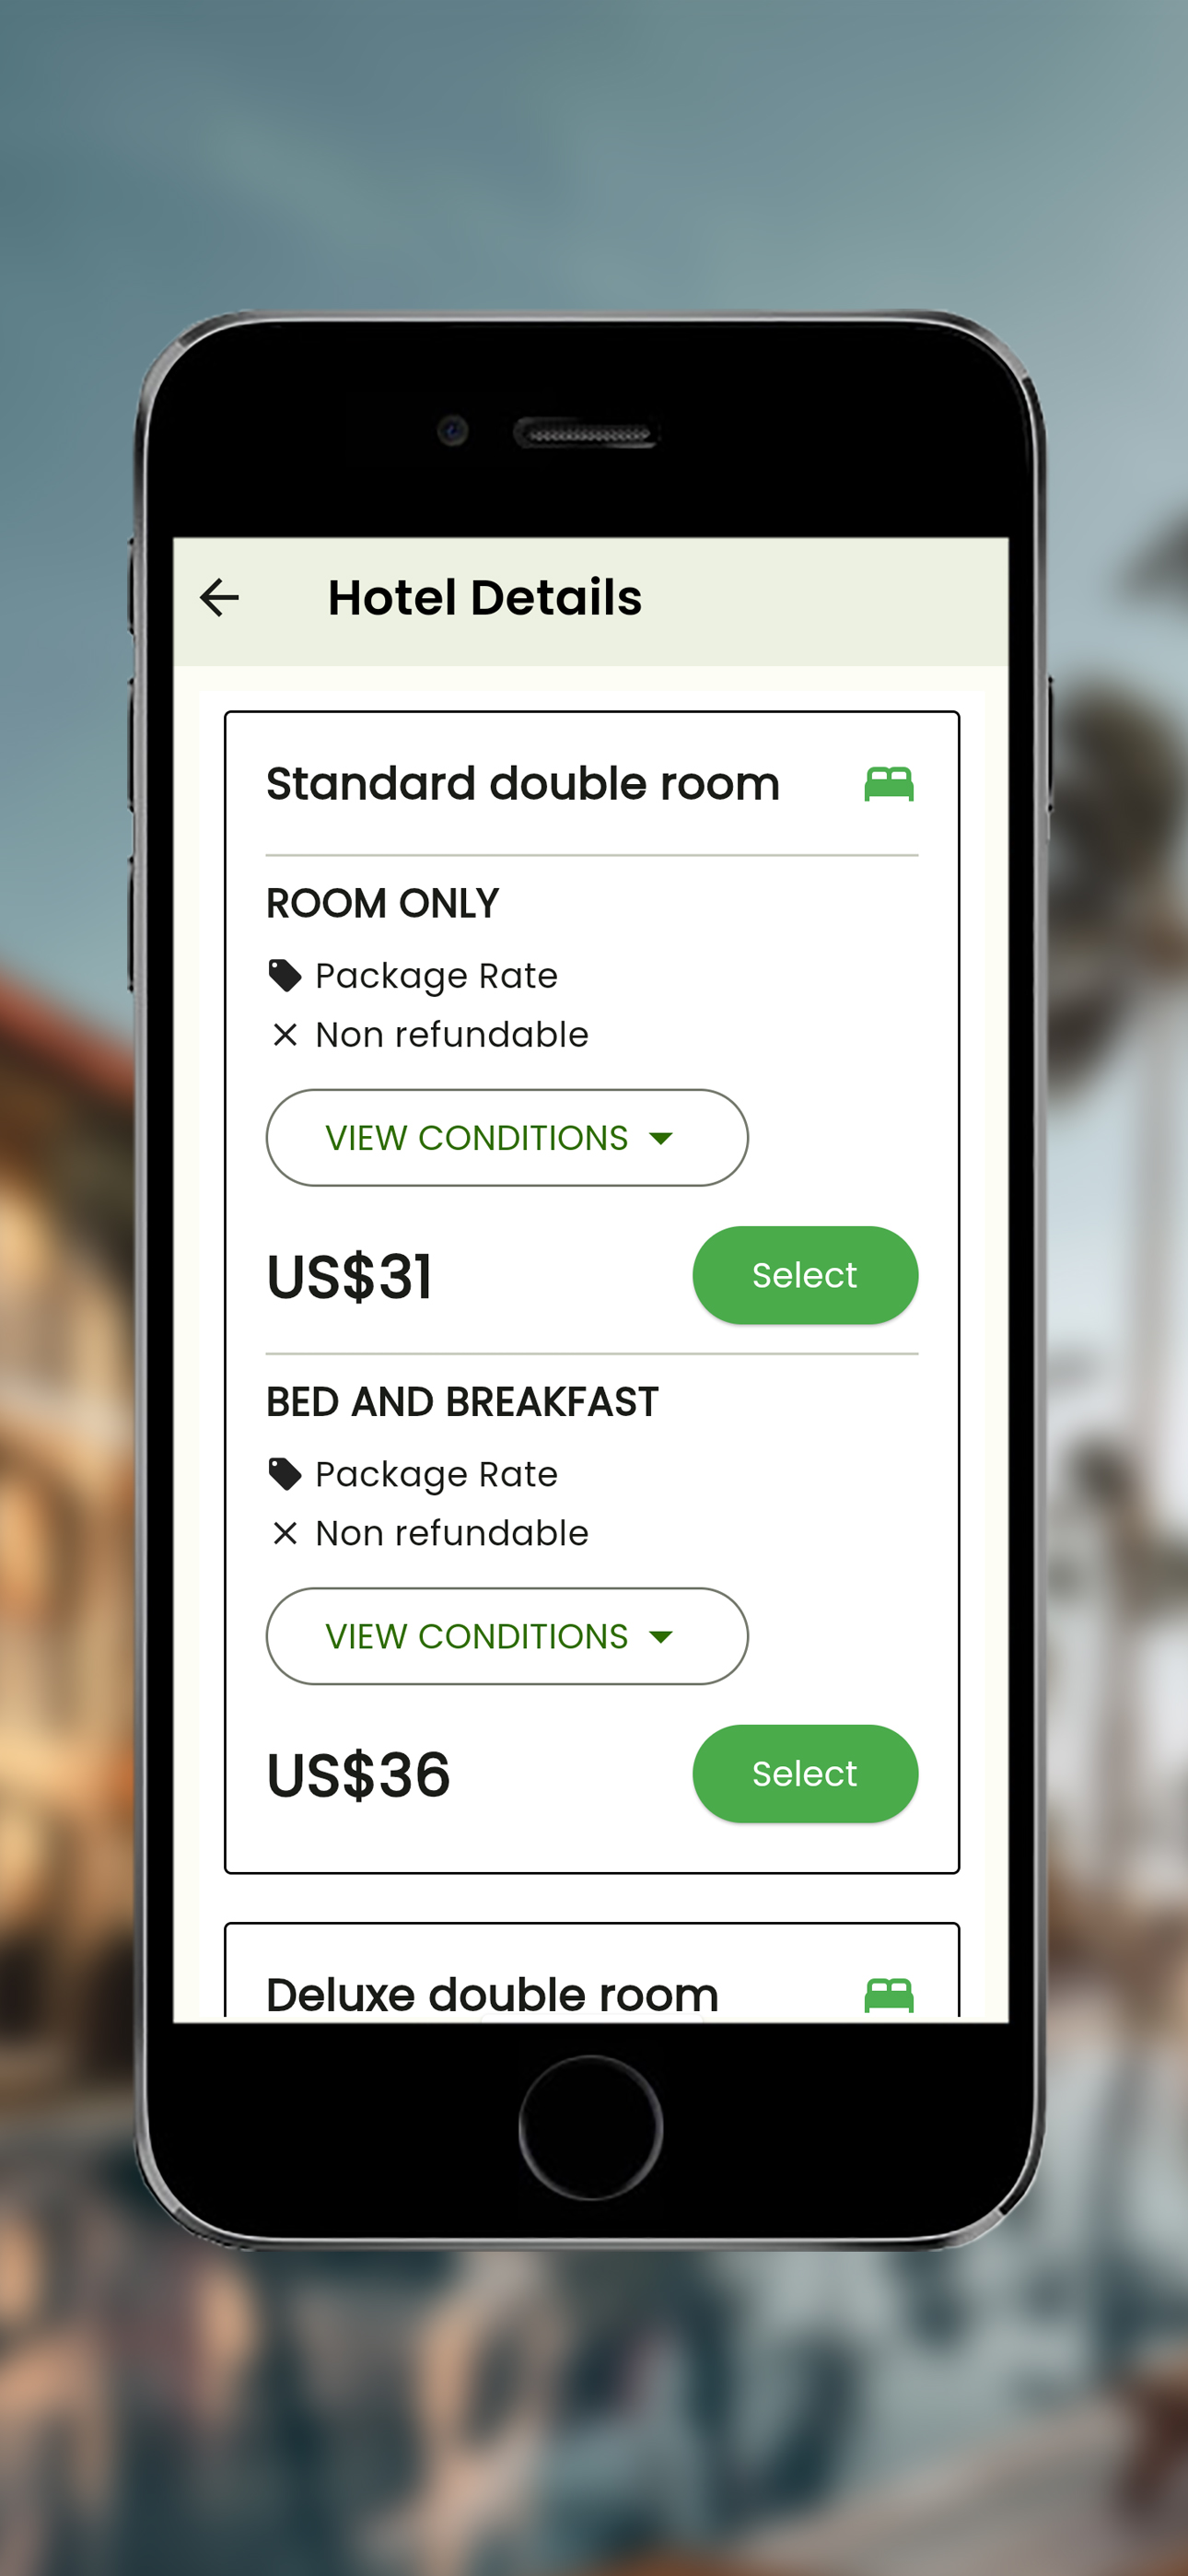 Hotel Details
Standard double room
ROOM ONLY
Package Rate
Non refundable
VIEW CONDITIONS
US$31
Select
BED AND BREAKFAST
Package Rate
Non refundable
VIEW CONDITIONS
US$36
Select
Deluxe double room